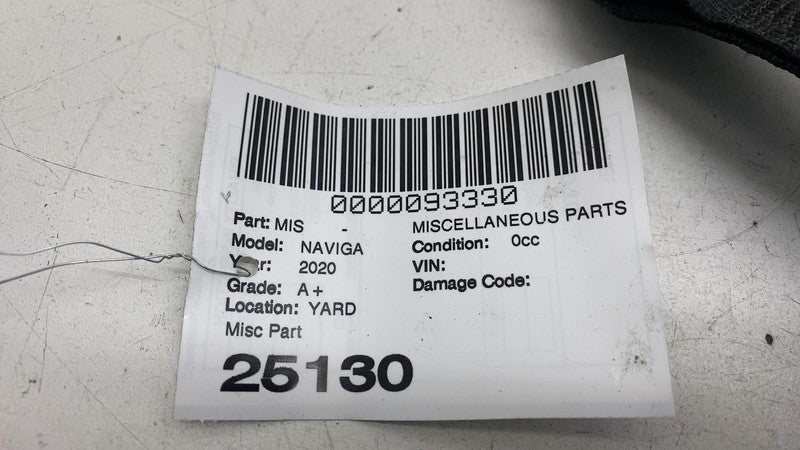 0000093330
Part: MIS - MISCELLANEOUS PARTS
Model: NAVIGA Condition: 0cc
Year: 2020 VIN:
Grade: A+ Damage Code:
Location: YARD
Misc Part
25130